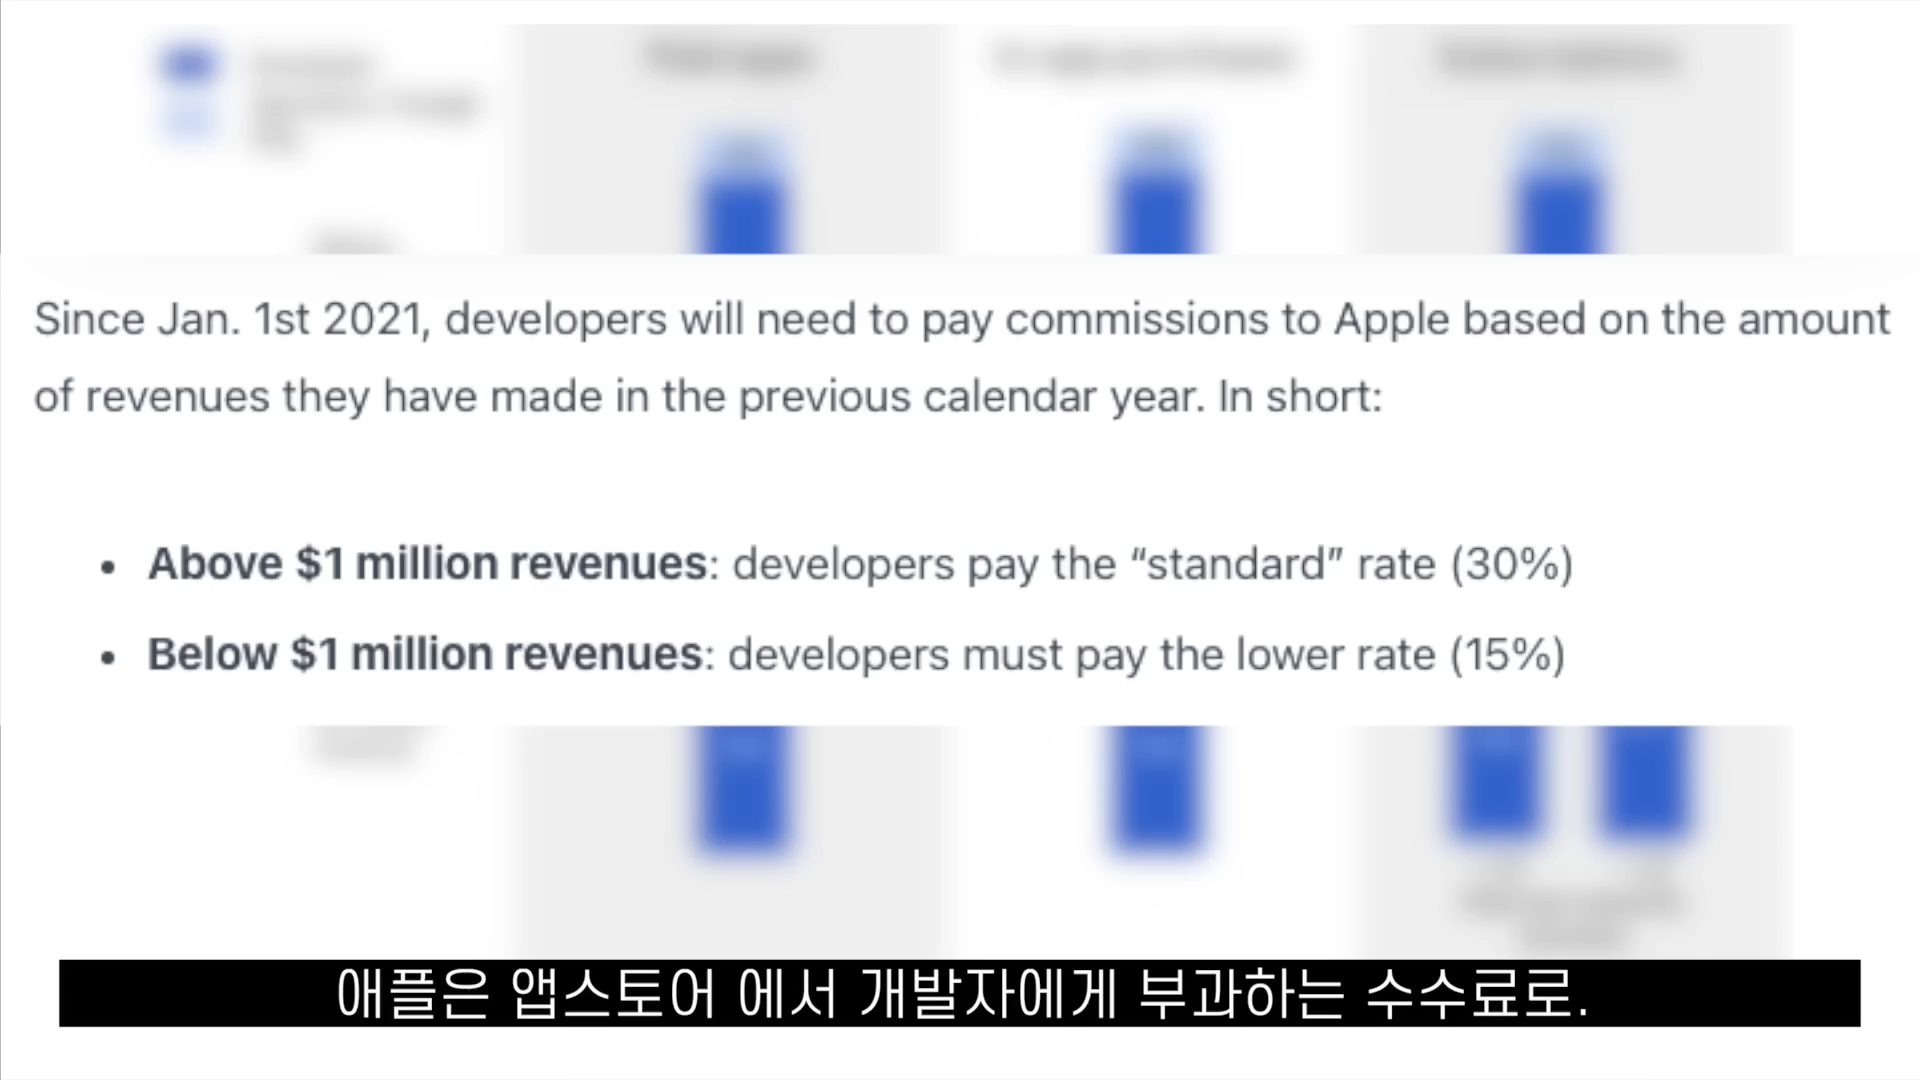 Since Jan. 1st 2021, developers will need to pay commissions to Apple based on the amount
of revenues they have made in the previous calendar year. In short:
• Above $1 million revenues: developers pay the “standard” rate (30%)
• Below $1 million revenues: developers must pay the lower rate (15%)
애플은 앱스토어 에서 개발자에게 부과하는 수수료로.